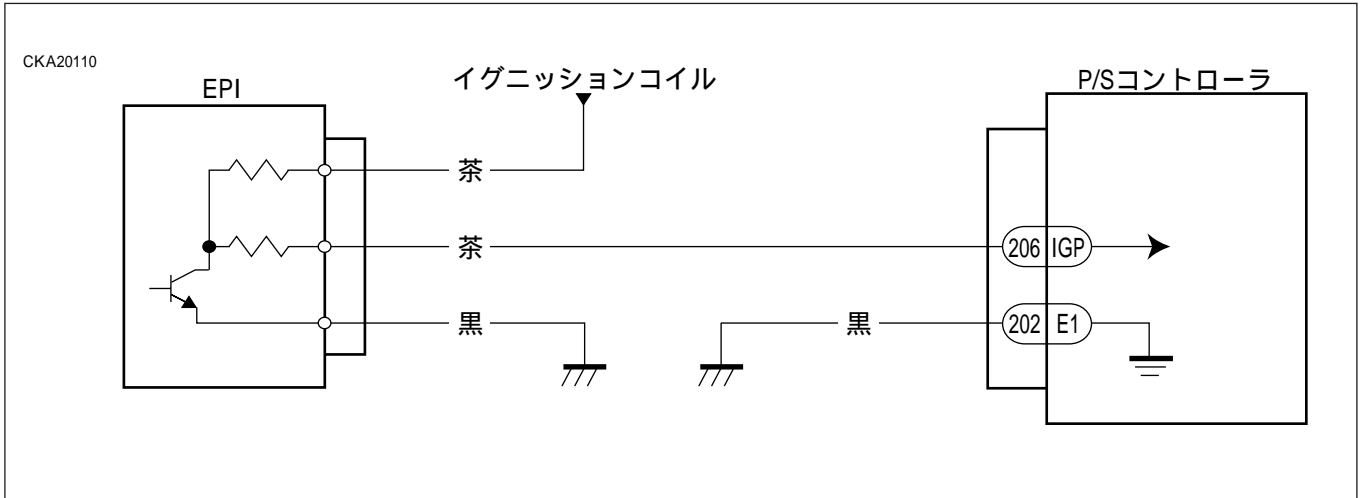 CKA20110
EPI
イグニッションコイル
P/Sコントローラ
茶
茶
206 IGP
黒
黒
202 E1